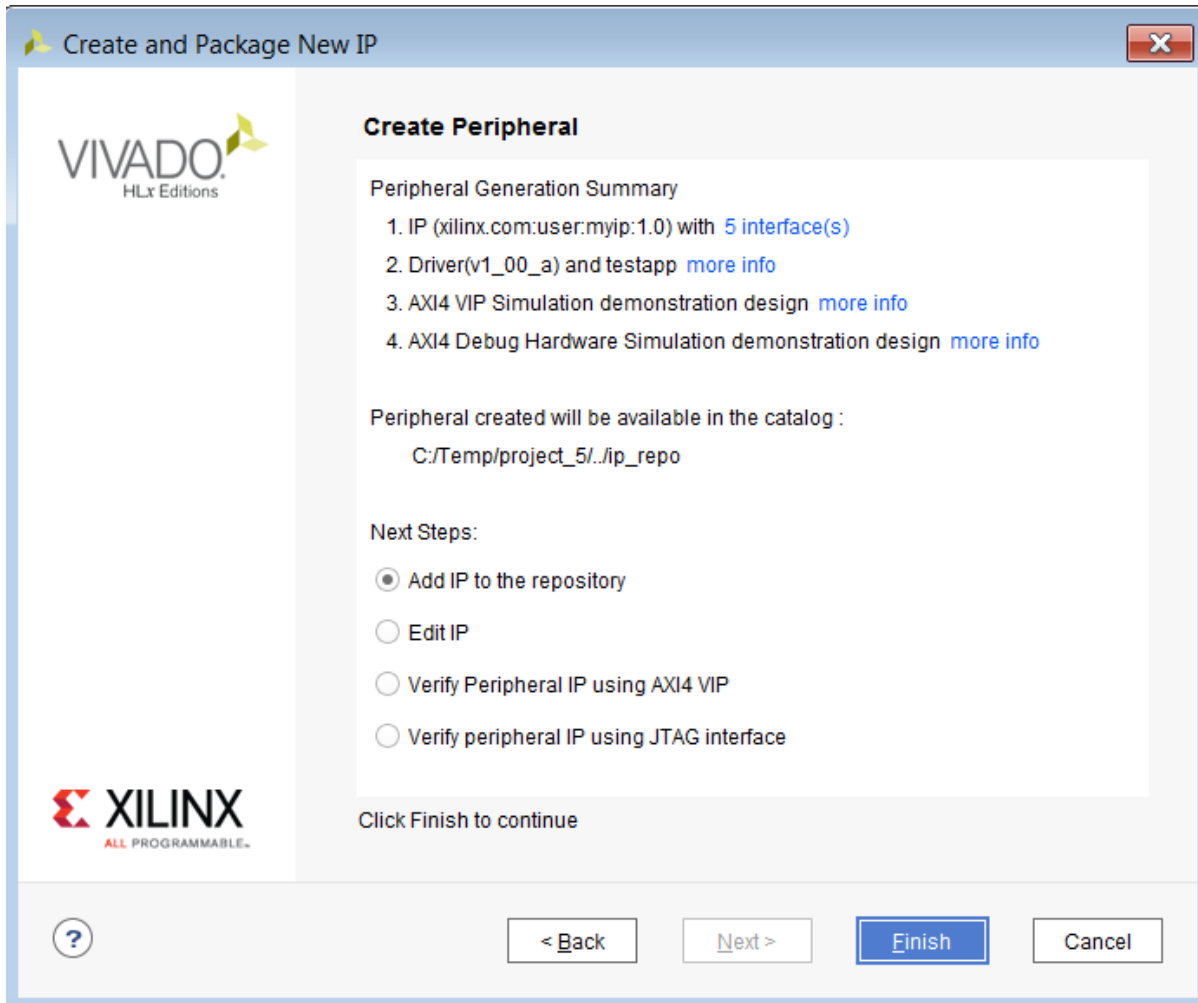 Create and Package New IP
VIVADO.
HLx Editions
Create Peripheral
Peripheral Generation Summary
1. IP (xilinx.com:user:myip:1.0) with 5 interface(s)
2. Driver(v1_00_a) and testapp more info
3. AXI4 VIP Simulation demonstration design more info
4. AXI4 Debug Hardware Simulation demonstration design more info
Peripheral created will be available in the catalog :
C:/Temp/project_5/../ip_repo
Next Steps:
Add IP to the repository
Edit IP
Verify Peripheral IP using AXI4 VIP
Verify peripheral IP using JTAG interface
XILINX
ALL PROGRAMMABLE™
Click Finish to continue
? < Back Next > Finish Cancel